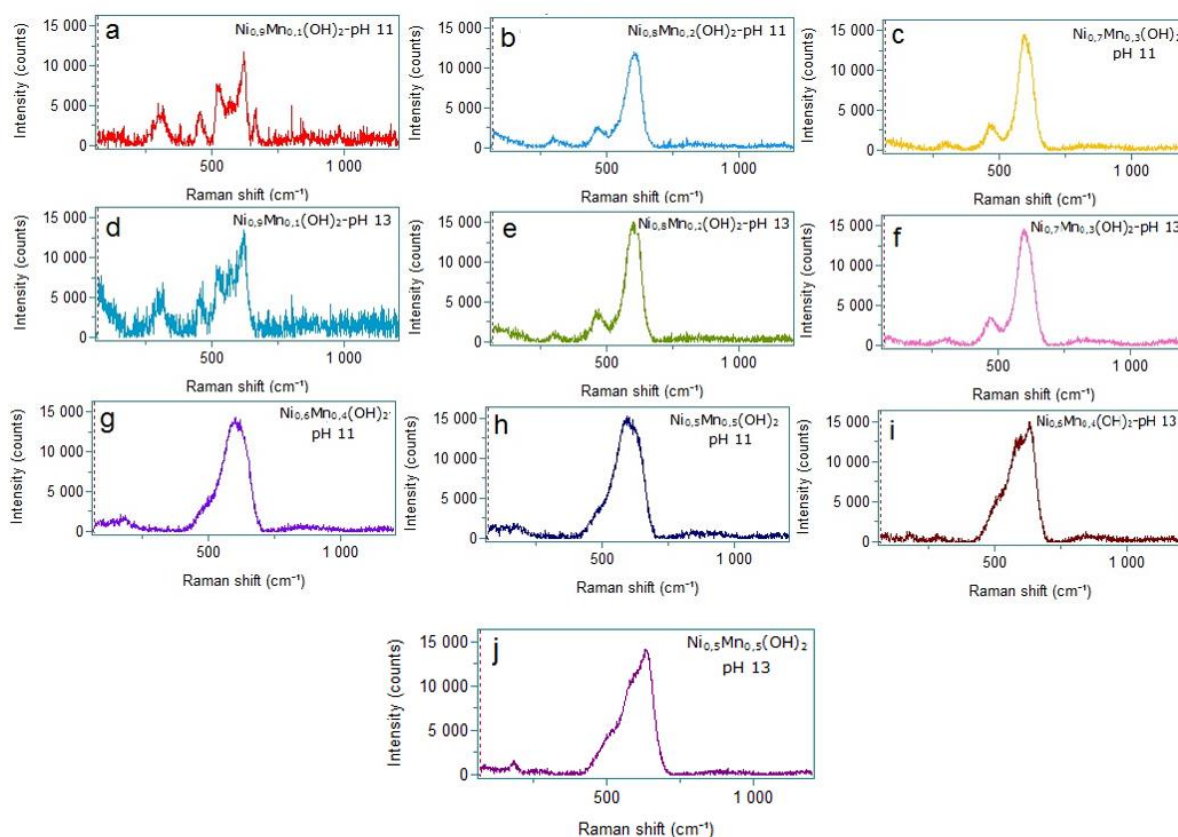 a
Ni₀,₉Mn₀,₁(OH)₂-pH 11
Intensity (counts)
15 000
10 000
5 000
0
500
1 000
Raman shift (cm⁻¹)
b
Ni₀,₈Mn₀,₂(OH)₂-pH 11
Intensity (counts)
15 000
10 000
5 000
0
500
1 000
Raman shift (cm⁻¹)
c
Ni₀,₇Mn₀,₃(OH)₂
pH 11
Intensity (counts)
15 000
10 000
5 000
0
500
1 000
Raman shift (cm⁻¹)
d
Ni₀,₉Mn₀,₁(OH)₂-pH 13
Intensity (counts)
15 000
10 000
5 000
0
500
1 000
Raman shift (cm⁻¹)
e
Ni₀,₈Mn₀,₂(OH)₂-pH 13
Intensity (counts)
15 000
10 000
5 000
0
500
1 000
Raman shift (cm⁻¹)
f
Ni₀,₇Mn₀,₃(OH)₂-pH 13
Intensity (counts)
15 000
10 000
5 000
0
500
1 000
Raman shift (cm⁻¹)
g
Ni₀,₆Mn₀,₄(OH)₂
pH 11
Intensity (counts)
15 000
10 000
5 000
0
500
1 000
Raman shift (cm⁻¹)
h
Ni₀,₅Mn₀,₅(OH)₂
pH 11
Intensity (counts)
15 000
10 000
5 000
0
500
1 000
Raman shift (cm⁻¹)
i
Ni₀,₆Mn₀,₄(CH)₂-pH 13
Intensity (counts)
15 000
10 000
5 000
0
500
1 000
Raman shift (cm⁻¹)
j
Ni₀,₅Mn₀,₅(OH)₂
pH 13
Intensity (counts)
15 000
10 000
5 000
0
500
1 000
Raman shift (cm⁻¹)